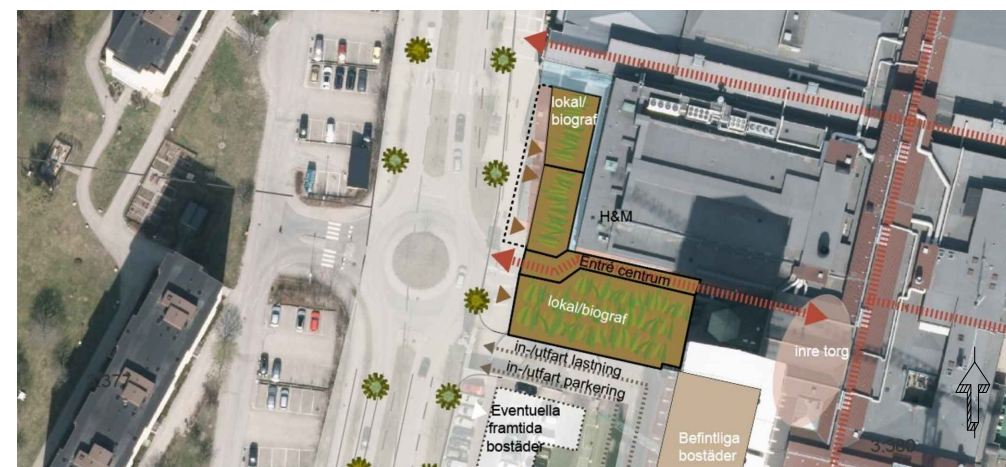 lokal/
biograf
H&M
Entré centrum
lokal/biograf
inre torg
in-/utfart lastning
in-/utfart parkering
Eventuella
framtida
bostäder
Befintliga
bostäder